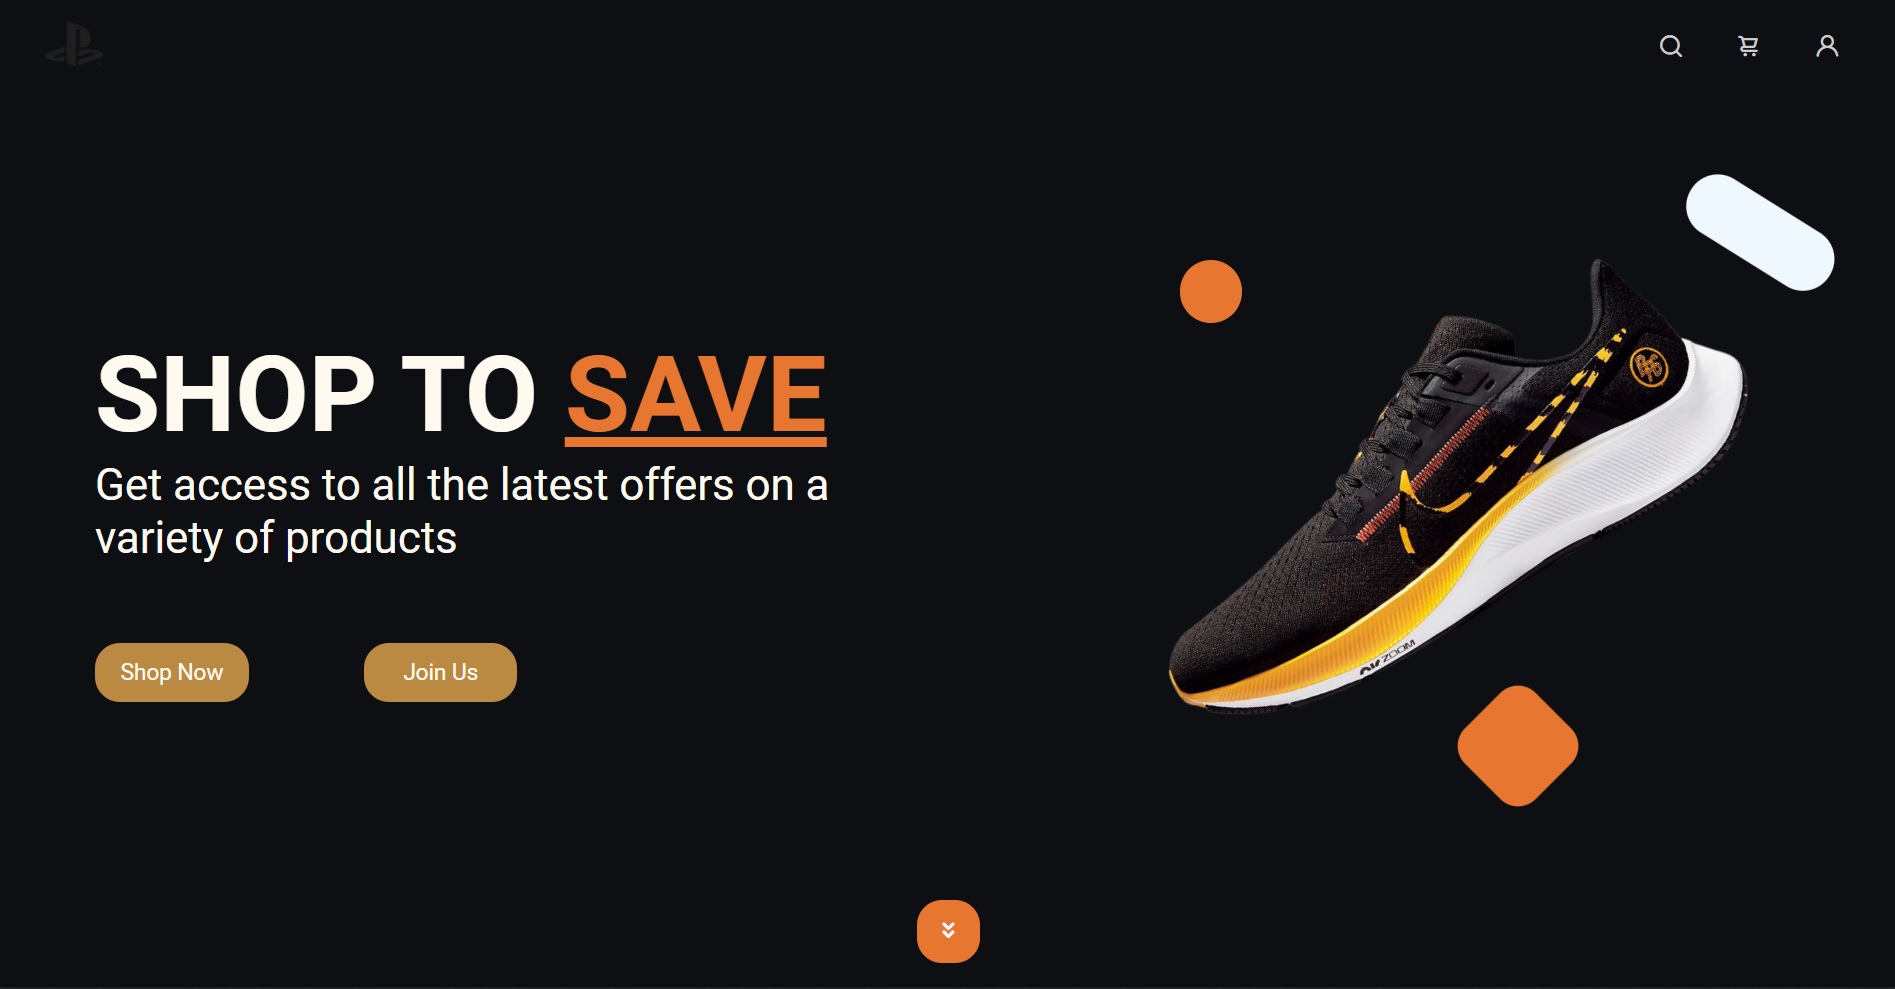 SHOP TO SAVE
Get access to all the latest offers on a
variety of products
Shop Now
Join Us
ZOOM